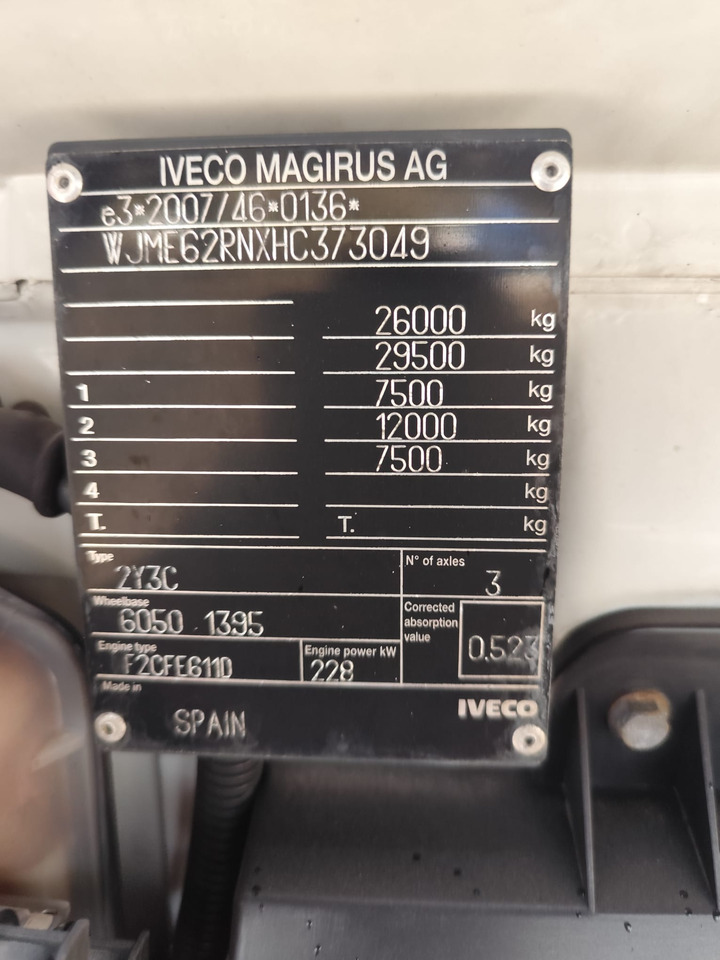 IVECO MAGIRUS AG
e3*2007/46*0136*
WJME62RNXHC373049
26000 kg
29500 kg
1 7500 kg
2 12000 kg
3 7500 kg
4 kg
T. T. kg
Type N° of axles
2Y3C 3
Wheelbase Corrected absorption value
6050 1395 0.523
Engine type Engine power kW
F2CFE611D 228
Made in IVECO
SPAIN